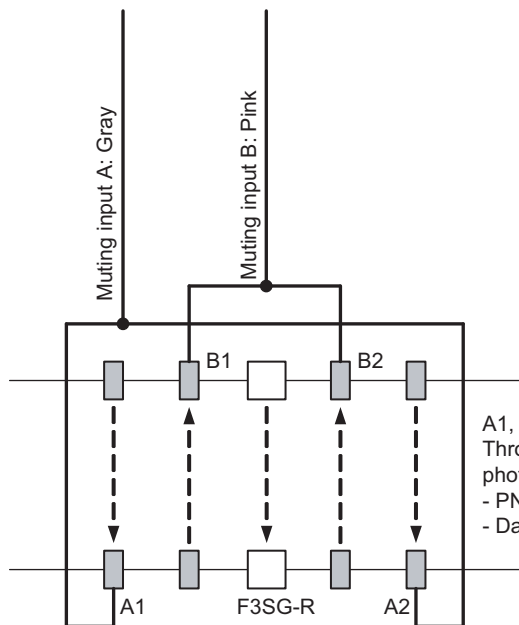 Muting input A: Gray
Muting input B: Pink
B1
B2
A1,
Thro
phot
- PN
- Da
A1
F3SG-R
A2